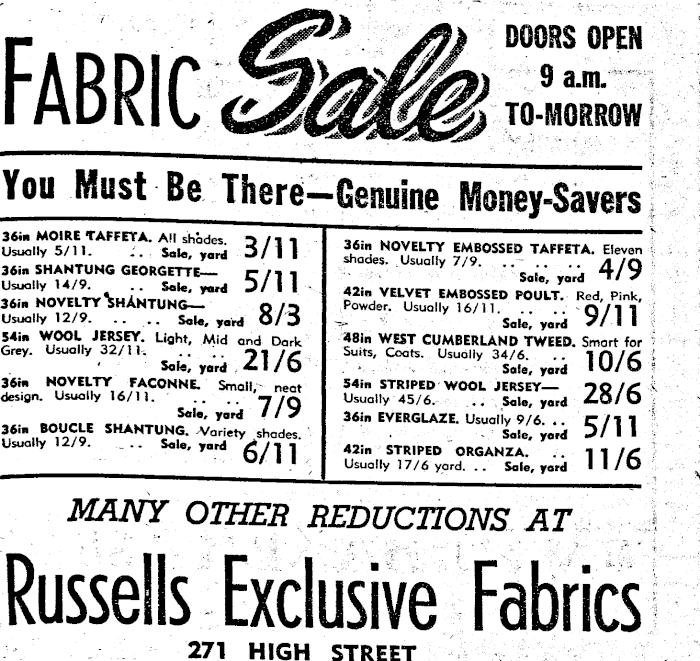 FABRIC Sale
DOORS OPEN
9 a.m.
TO-MORROW
You Must Be There—Genuine Money-Savers
36in MOIRE TAFFETA. All shades.
Usually 5/11. .. Sale, yard 3/11
36in SHANTUNG GEORGETTE—
Usually 14/9. .. Sale, yard 5/11
36in NOVELTY SHANTUNG—
Usually 12/9. .. .. Sale, yard 8/3
54in WOOL JERSEY. Light, Mid and Dark
Grey. Usually 32/11. .. ..
Sale, yard 21/6
36in NOVELTY FACONNE. Small, neat
design. Usually 16/11. .. ..
Sale, yard 7/9
36in BOUCLE SHANTUNG. Variety shades.
Usually 12/9. .. Sale, yard 6/11
36in NOVELTY EMBOSSED TAFFETA. Eleven
shades. Usually 7/9. .. .. ..
Sale, yard 4/9
42in VELVET EMBOSSED POULT. Red, Pink,
Powder. Usually 16/11. .. ..
Sale, yard 9/11
48in WEST CUMBERLAND TWEED. Smart for
Suits, Coats. Usually 34/6. .. ..
Sale, yard 10/6
54in STRIPED WOOL JERSEY—
Usually 45/6. .. Sale, yard 28/6
36in EVERGLAZE. Usually 9/6. ..
Sale, yard 5/11
42in STRIPED ORGANZA. ..
Usually 17/6 yard. .. Sale, yard 11/6
MANY OTHER REDUCTIONS AT
Russells Exclusive Fabrics
271 HIGH STREET